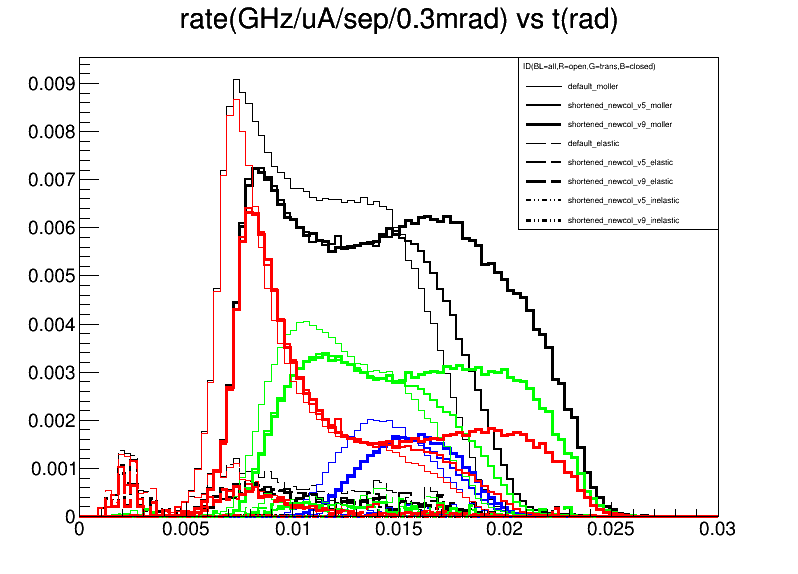 rate(GHz/uA/sep/0.3mrad) vs t(rad)
ID(BL=all,R=open,G=trans,B=closed)
default_moller
shortened_newcol_v5_moller
shortened_newcol_v9_moller
default_elastic
shortened_newcol_v5_elastic
shortened_newcol_v9_elastic
shortened_newcol_v5_inelastic
shortened_newcol_v9_inelastic
0.009
0.008
0.007
0.006
0.005
0.004
0.003
0.002
0.001
0
0 0.005 0.01 0.015 0.02 0.025 0.03